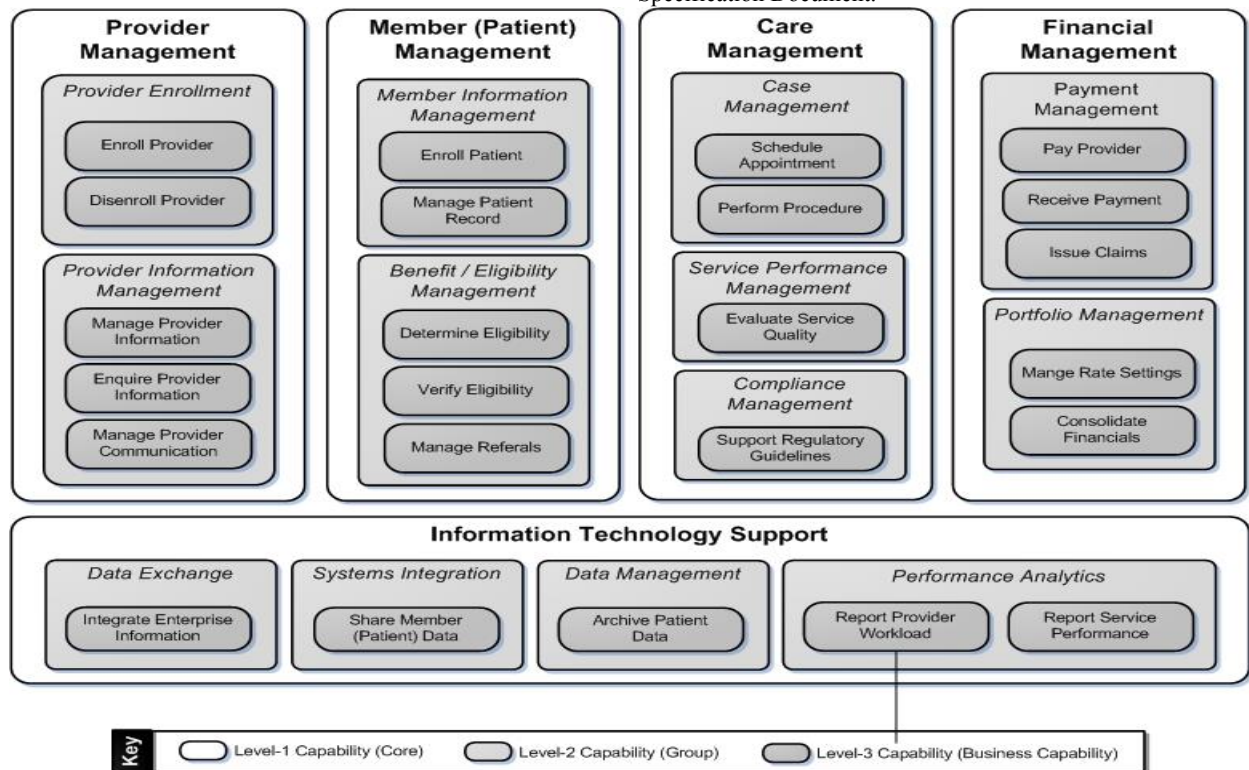 Specification Document.
Provider
Management
Provider Enrollment
Enroll Provider
Disenroll Provider
Provider Information
Management
Manage Provider
Information
Enquire Provider
Information
Manage Provider
Communication
Member (Patient)
Management
Member Information
Management
Enroll Patient
Manage Patient
Record
Benefit / Eligibility
Management
Determine Eligibility
Verify Eligibility
Manage Referrals
Care
Management
Case
Management
Schedule
Appointment
Perform Procedure
Service Performance
Management
Evaluate Service
Quality
Compliance
Management
Support Regulatory
Guidelines
Financial
Management
Payment
Management
Pay Provider
Receive Payment
Issue Claims
Portfolio Management
Mange Rate Settings
Consolidate
Financials
Information Technology Support
Data Exchange
Integrate Enterprise
Information
Systems Integration
Share Member
(Patient) Data
Data Management
Archive Patient
Data
Performance Analytics
Report Provider
Workload
Report Service
Performance
Key
Level-1 Capability (Core)
Level-2 Capability (Group)
Level-3 Capability (Business Capability)